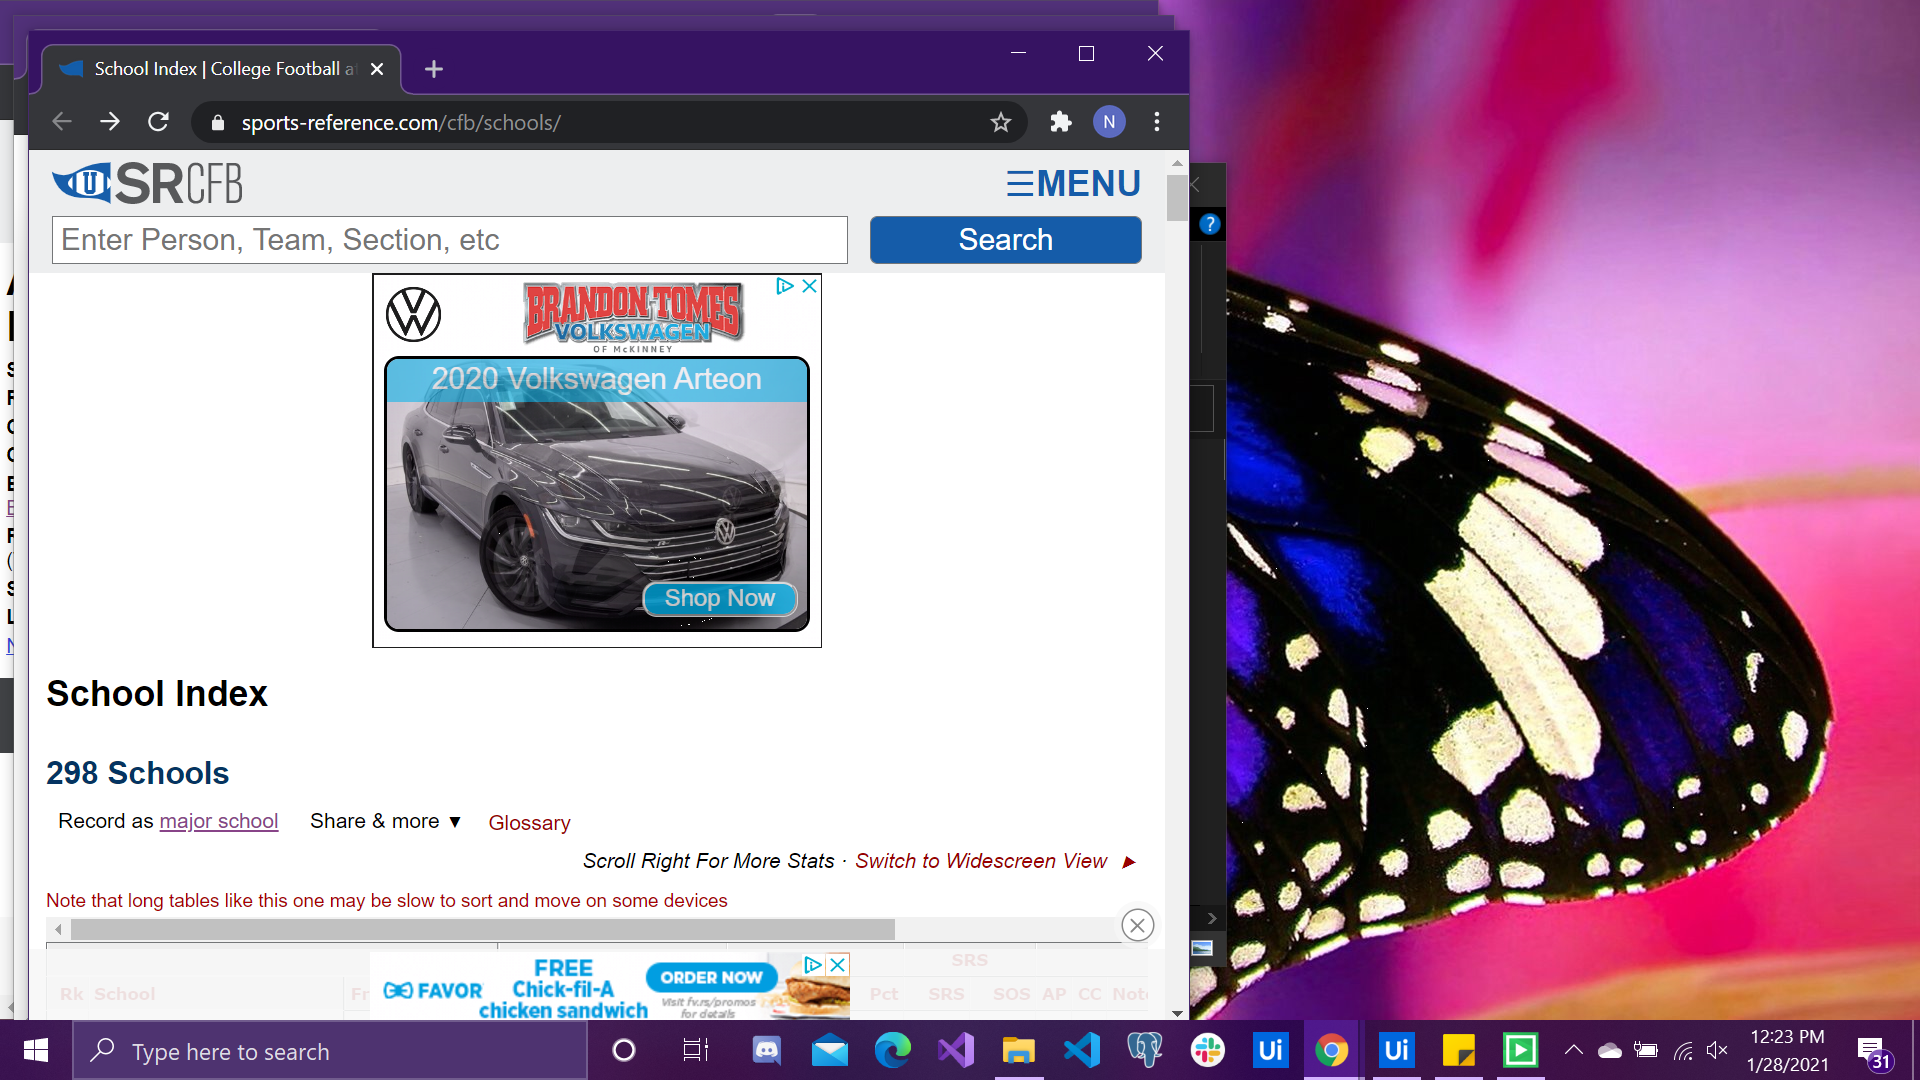 School Index | College Football a
N
sports-reference.com/cfb/schools/
U SR CFB
☰MENU
Enter Person, Team, Section, etc
Search
?
BRANDON TOMES
VOLKSWAGEN
OF McKINNEY
2020 Volkswagen Arteon
Shop Now
School Index
298 Schools
Record as major school
Share & more ▼
Glossary
Scroll Right For More Stats · Switch to Widescreen View ►
Note that long tables like this one may be slow to sort and move on some devices
SRS
Rk School Fr Pct SRS SOS AP CC Note
FAVOR
FREE
Chick-fil-A
chicken sandwich
ORDER NOW
Visit fv.rs/promos
for details
Type here to search
Ui
Ui
12:23 PM
1/28/2021
31